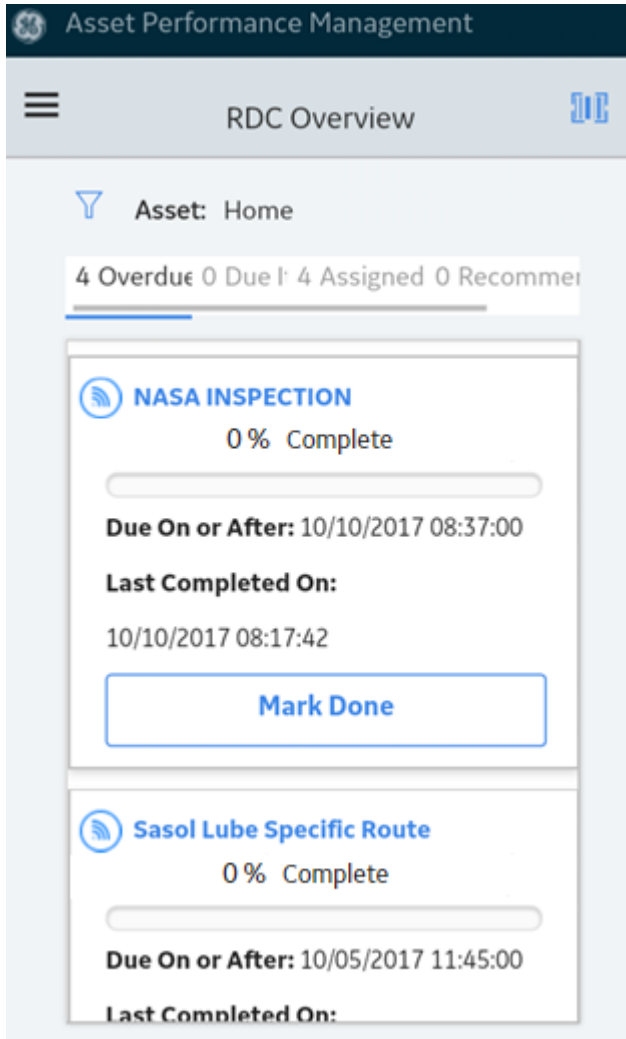 Asset Performance Management
RDC Overview
Asset: Home
4 Overdue 0 Due 4 Assigned 0 Recommen
NASA INSPECTION
0 % Complete
Due On or After: 10/10/2017 08:37:00
Last Completed On:
10/10/2017 08:17:42
Mark Done
Sasol Lube Specific Route
0 % Complete
Due On or After: 10/05/2017 11:45:00
Last Completed On: